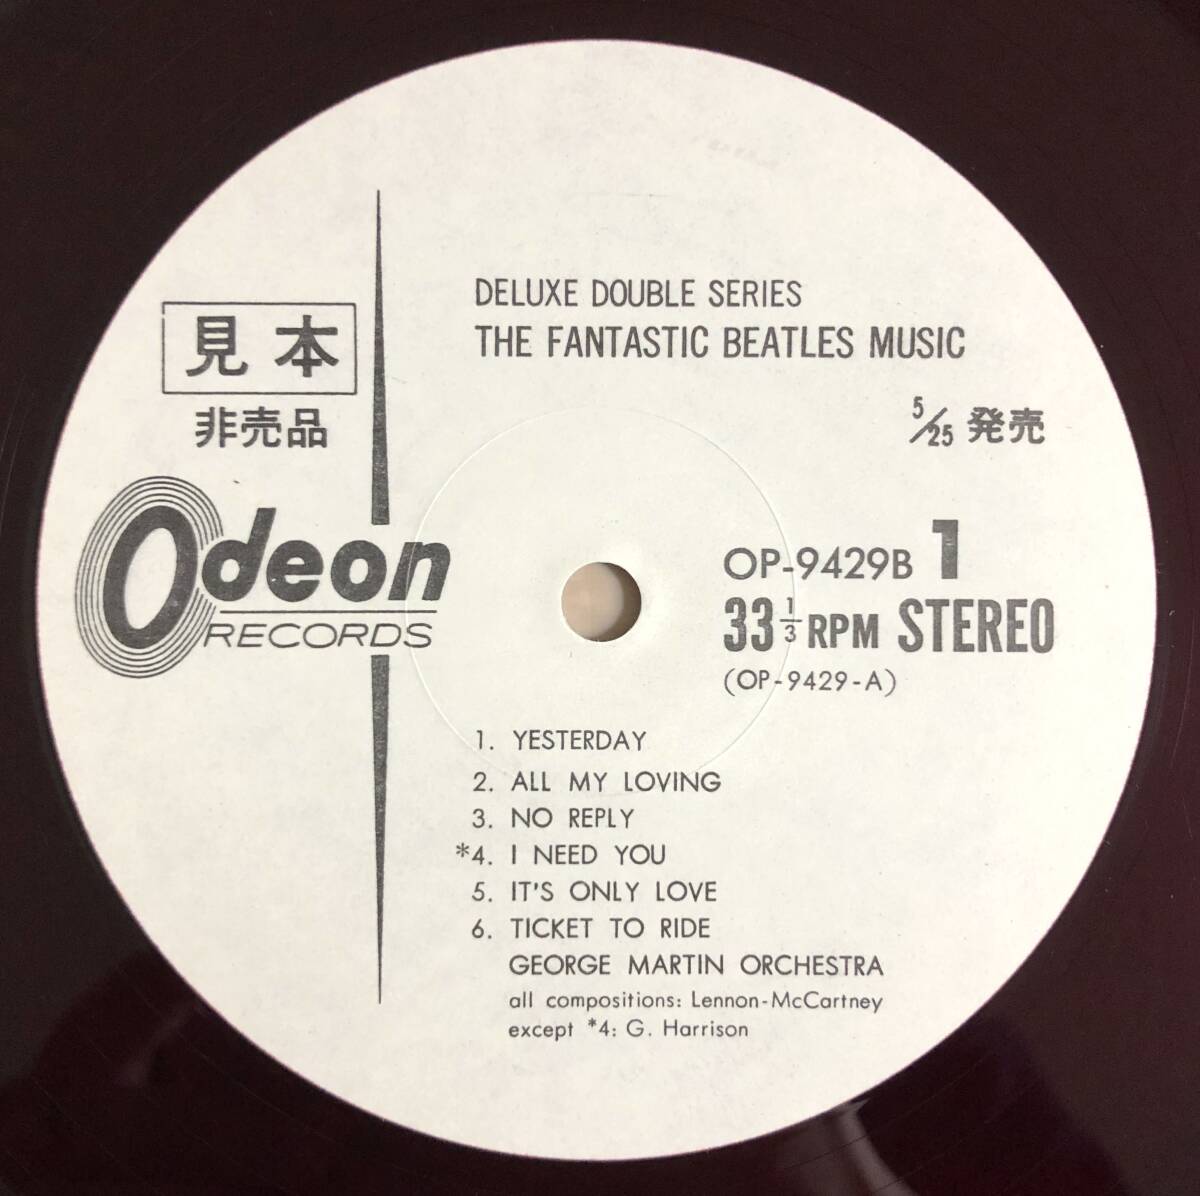 DELUXE DOUBLE SERIES
THE FANTASTIC BEATLES MUSIC
見本
非売品
5/25 発売
Odeon
RECORDS
OP-9429B 1
33 1/3 RPM STEREO
(OP-9429-A)
1. YESTERDAY
2. ALL MY LOVING
3. NO REPLY
*4. I NEED YOU
5. IT'S ONLY LOVE
6. TICKET TO RIDE
GEORGE MARTIN ORCHESTRA
all compositions: Lennon-McCartney
except *4: G. Harrison